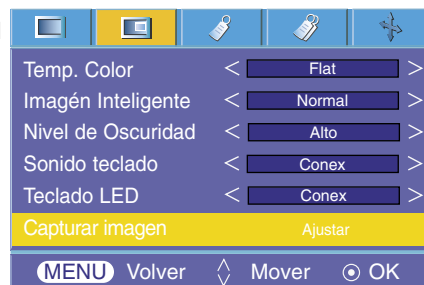 Temp. Color < Flat >
Imagén Inteligente < Normal >
Nivel de Oscuridad < Alto >
Sonido teclado < Conex >
Teclado LED < Conex >
Capturar imagen Ajustar
MENU Volver Mover OK